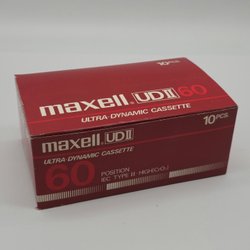 maxell. UDII 60
ULTRA-DYNAMIC CASSETTE
10PCS.
maxell. UDII
ULTRA-DYNAMIC CASSETTE
60
POSITION
IEC TYPE II · HIGH(CrO₂)
10PCS.